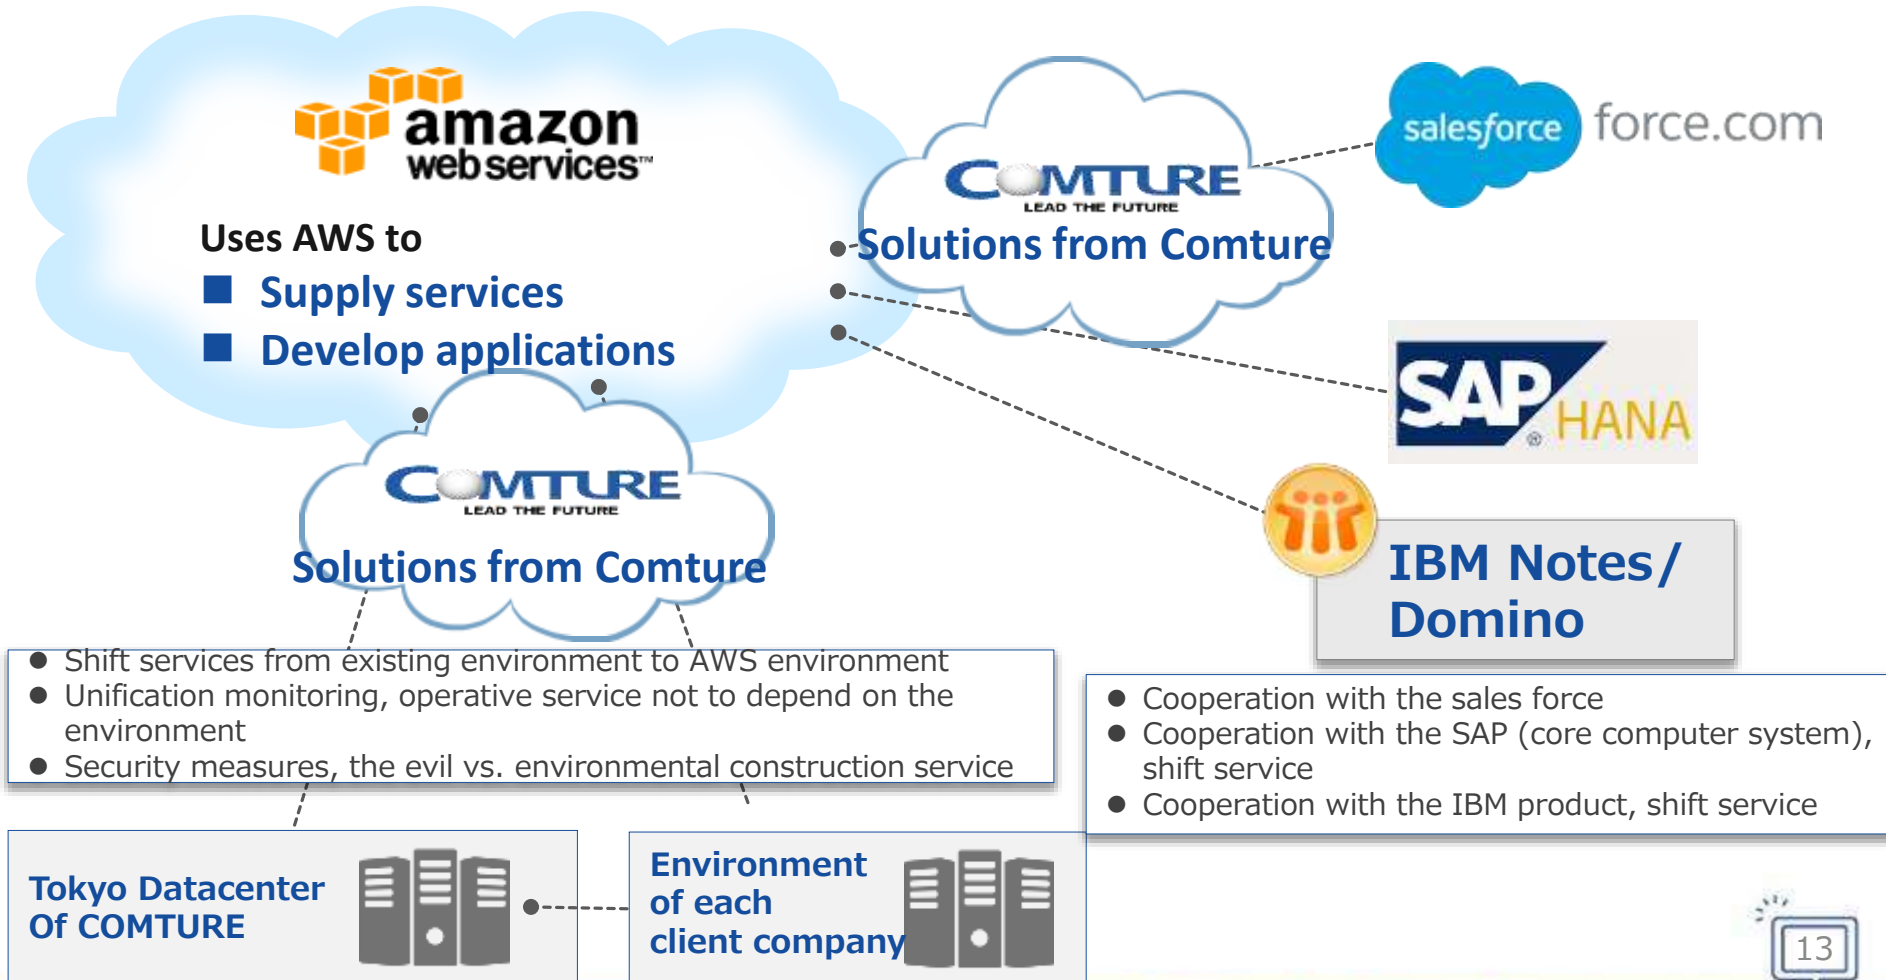 amazon
web services™
Uses AWS to
■ Supply services
■ Develop applications
COMTURE
LEAD THE FUTURE
Solutions from Comture
salesforce
force.com
SAP
®
HANA
COMTURE
LEAD THE FUTURE
Solutions from Comture
IBM Notes/
Domino
● Shift services from existing environment to AWS environment
● Unification monitoring, operative service not to depend on the
environment
● Security measures, the evil vs. environmental construction service
● Cooperation with the sales force
● Cooperation with the SAP (core computer system),
shift service
● Cooperation with the IBM product, shift service
Tokyo Datacenter
Of COMTURE
Environment
of each
client company
13